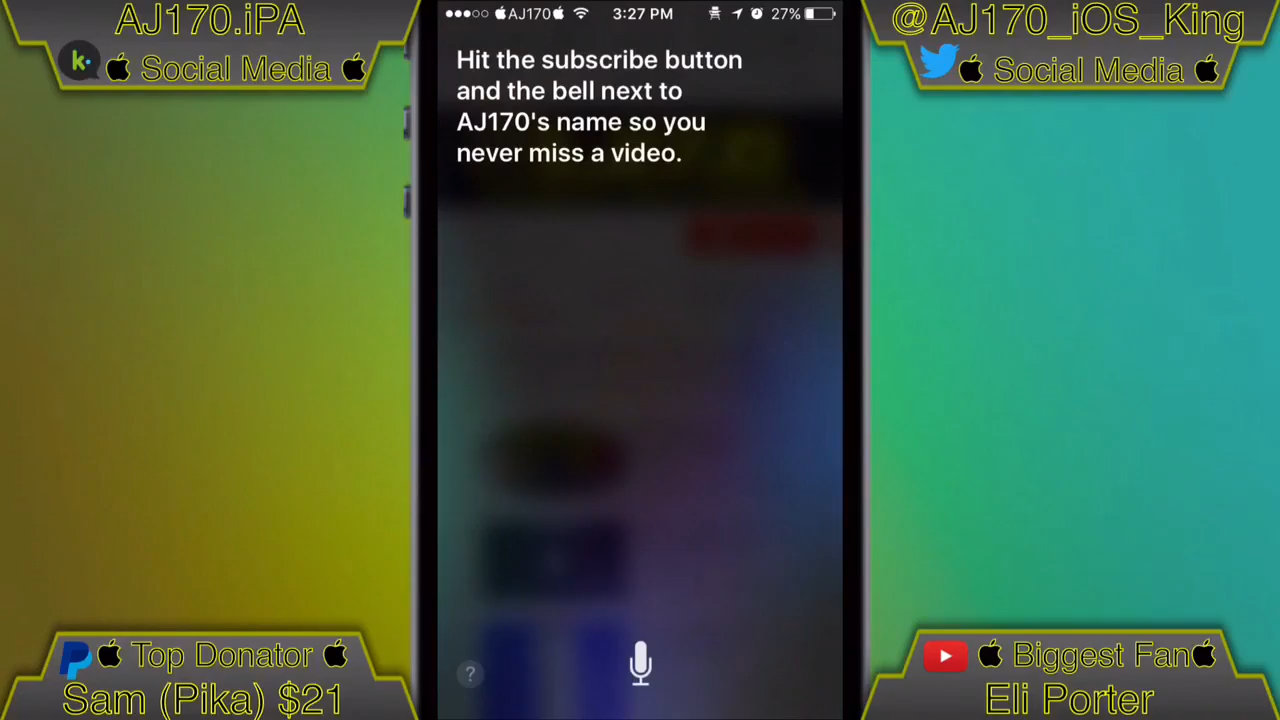 AJ170.iPA
Social Media
@AJ170_iOS_King
Social Media
AJ170
3:27 PM
27%
Hit the subscribe button
and the bell next to
AJ170's name so you
never miss a video.
?
Top Donator
Sam (Pika) $21
Biggest Fan
Eli Porter